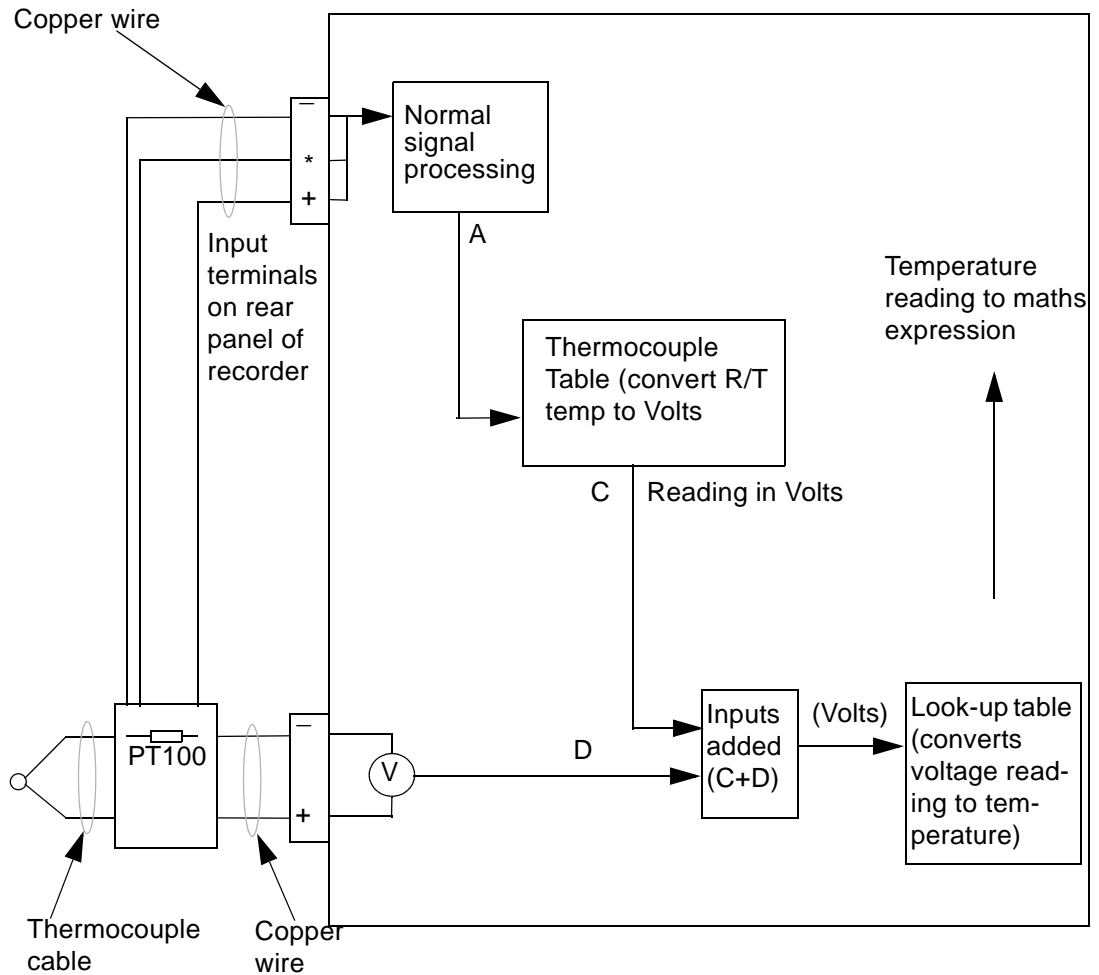 Copper wire
−
*
+
Normal
signal
processing
A
Input
terminals
on rear
panel of
recorder
Temperature
reading to maths
expression
Thermocouple
Table (convert R/T
temp to Volts
C
Reading in Volts
−
+
PT100
V
D
Inputs
added
(C+D)
(Volts)
Look-up table
(converts
voltage read-
ing to tem-
perature)
Thermocouple
cable
Copper
wire